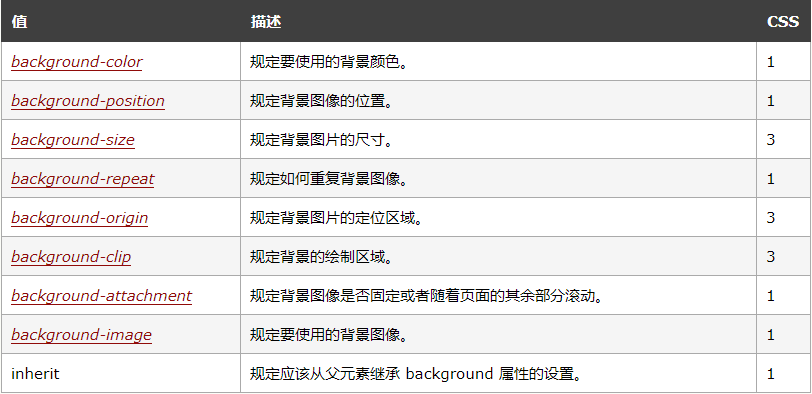 值 描述 CSS
background-color 规定要使用的背景颜色。 1
background-position 规定背景图像的位置。 1
background-size 规定背景图片的尺寸。 3
background-repeat 规定如何重复背景图像。 1
background-origin 规定背景图片的定位区域。 3
background-clip 规定背景的绘制区域。 3
background-attachment 规定背景图像是否固定或者随着页面的其余部分滚动。 1
background-image 规定要使用的背景图像。 1
inherit 规定应该从父元素继承 background 属性的设置。 1